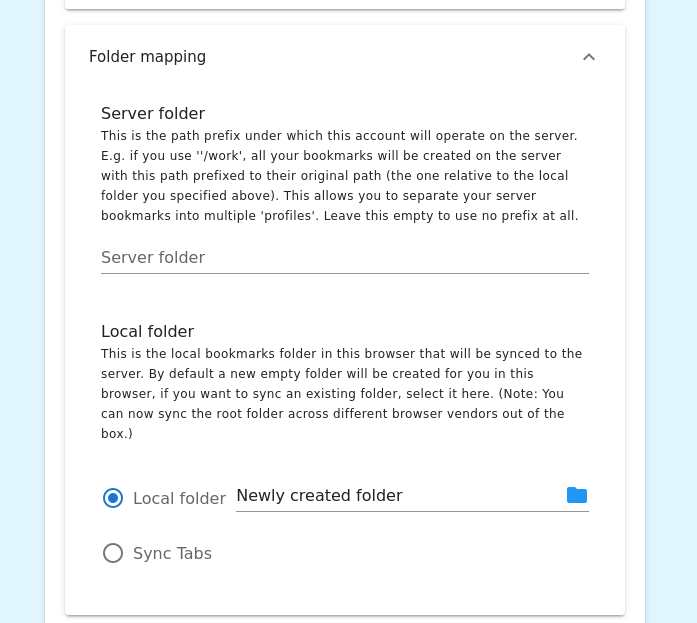 Folder mapping
Server folder
This is the path prefix under which this account will operate on the server.
E.g. if you use ''/work', all your bookmarks will be created on the server
with this path prefixed to their original path (the one relative to the local
folder you specified above). This allows you to separate your server
bookmarks into multiple 'profiles'. Leave this empty to use no prefix at all.
Server folder
Local folder
This is the local bookmarks folder in this browser that will be synced to the
server. By default a new empty folder will be created for you in this
browser, if you want to sync an existing folder, select it here. (Note: You
can now sync the root folder across different browser vendors out of the
box.)
Local folder Newly created folder
Sync Tabs